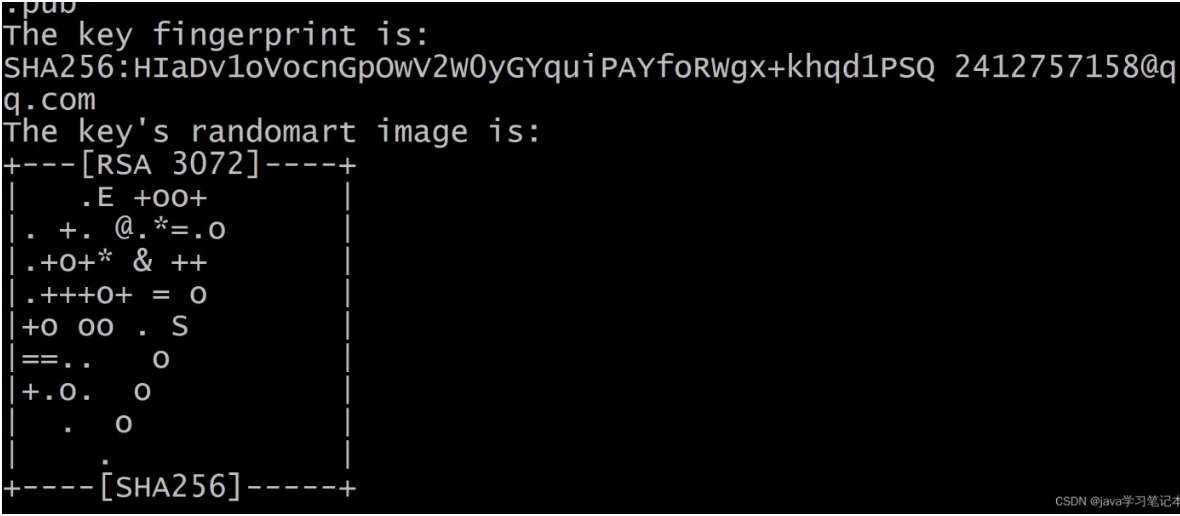 .pub
The key fingerprint is:
SHA256:HIaDv1oVocnGpOwV2W0yGYquiPAYfoRWgx+khqd1PSQ 2412757158@q
q.com
The key's randomart image is:
+---[RSA 3072]----+
|    .E +oo+      |
|. +. @.*=.o      |
|.+o+* & ++       |
|.+++o+ = o       |
|+o oo . S        |
|==..   o         |
|+.o.  o          |
|  .  o           |
|    .            |
+----[SHA256]-----+
CSDN @java学习笔记本